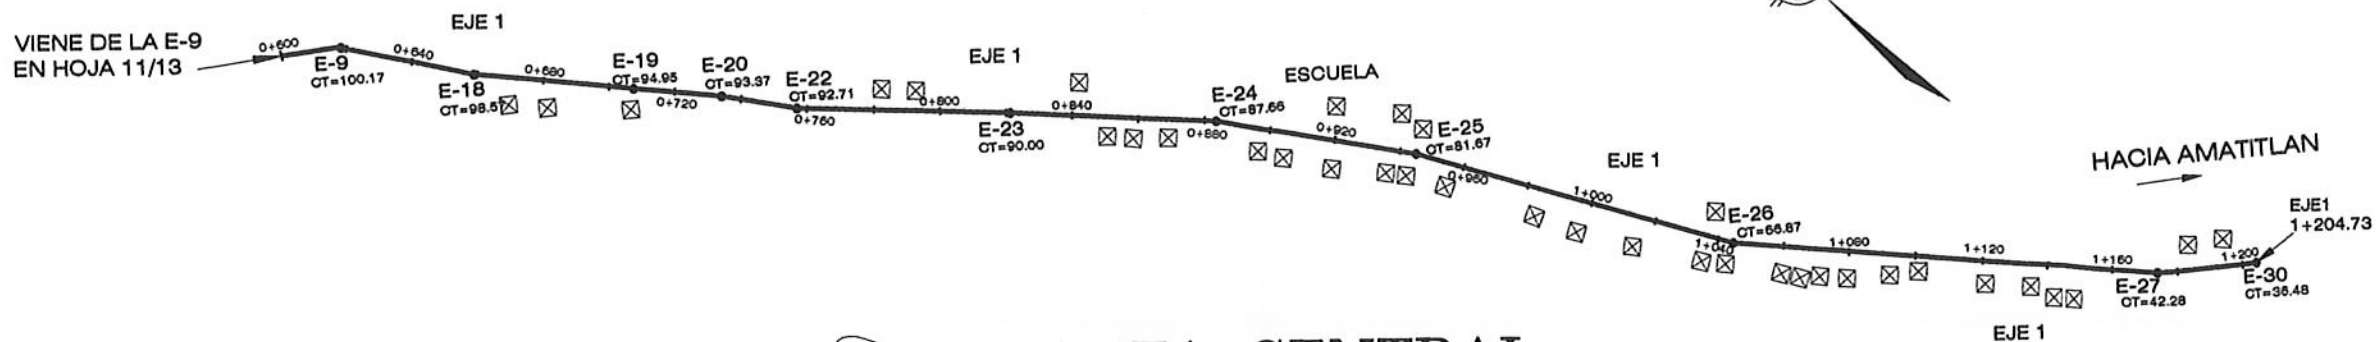 VIENE DE LA E-9
EN HOJA 11/13
0+600
E-9
CT=100.17
EJE 1
0+640
E-18
0+680
E-19
CT=94.95
0+720
E-20
CT=93.37
E-22
CT=92.71
0+760
0+800
EJE 1
E-23
CT=90.00
0+840
0+880
E-24
CT=87.66
ESCUELA
0+920
E-25
CT=81.67
0+960
EJE 1
1+000
1+040
E-26
CT=66.87
1+080
1+120
1+160
E-27
CT=42.28
EJE 1
HACIA AMATITLAN
1+200
EJE1
1+204.73
E-30
CT=36.48